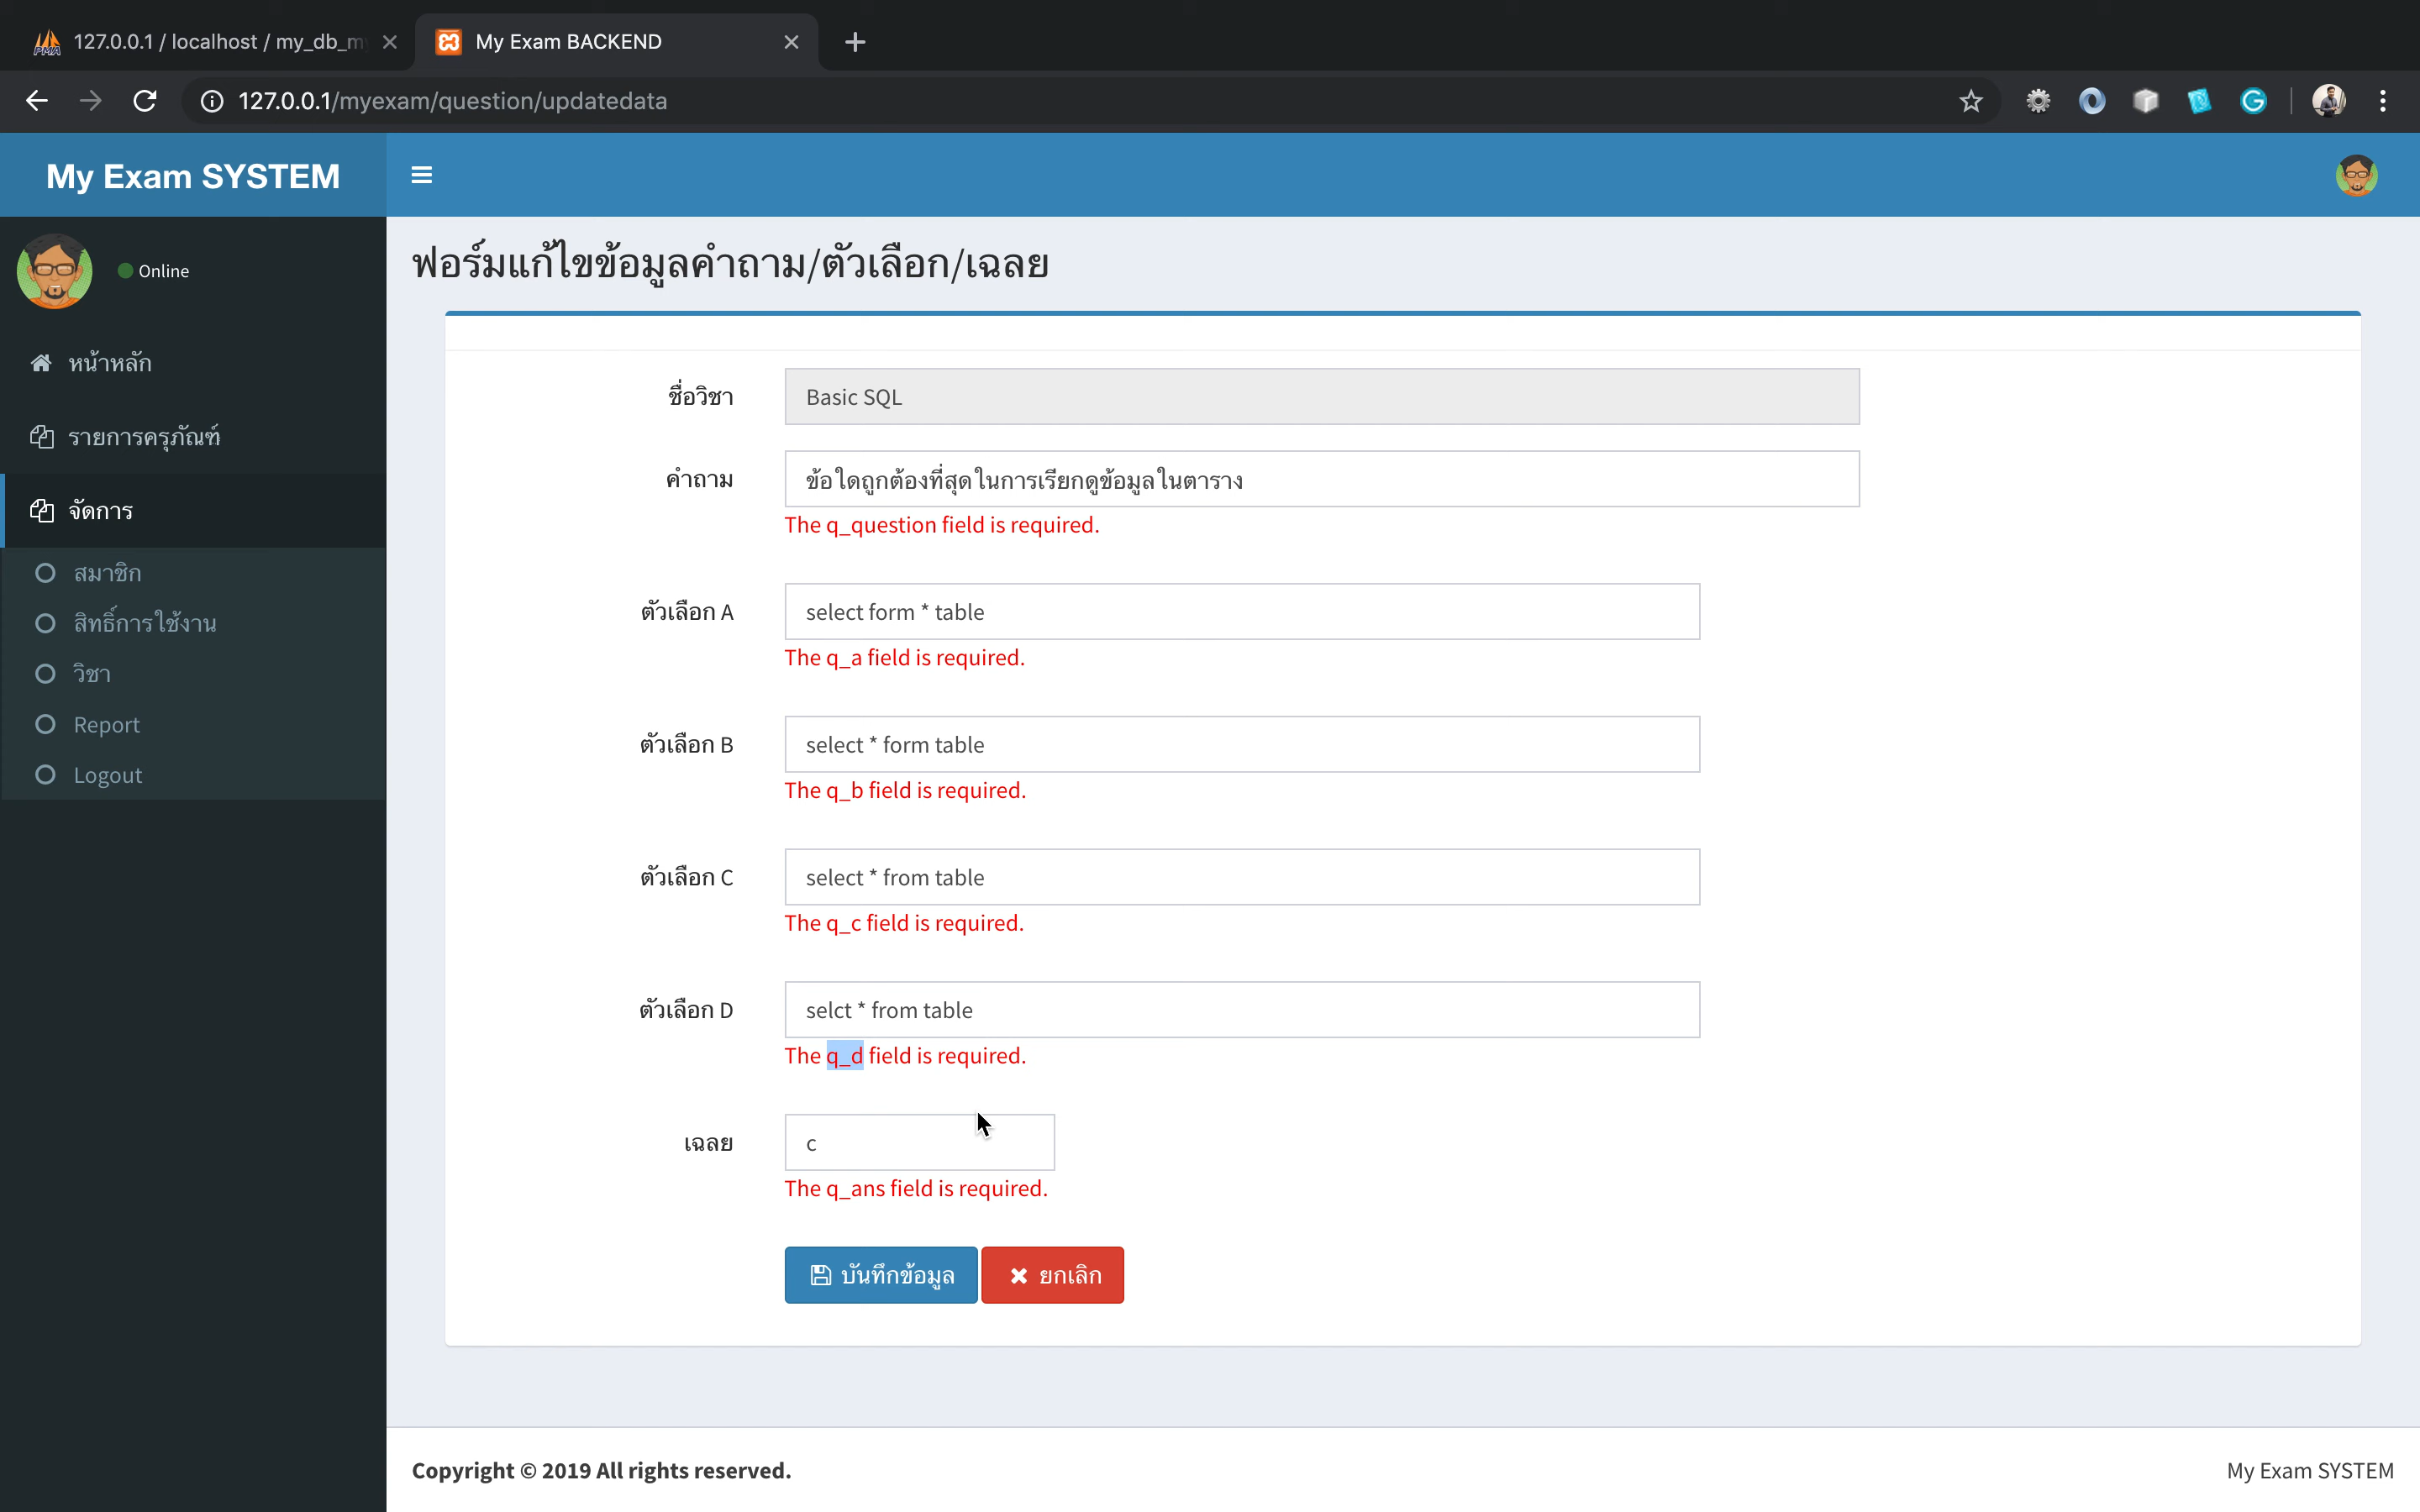 127.0.0.1 / localhost / my_db_m
My Exam BACKEND
127.0.0.1/myexam/question/updatedata
My Exam SYSTEM
Online
หน้าหลัก
รายการครุภัณฑ์
จัดการ
สมาชิก
สิทธิ์การใช้งาน
วิชา
Report
Logout
ฟอร์มแก้ไขข้อมูลคำถาม/ตัวเลือก/เฉลย
ชื่อวิชา Basic SQL
คำถาม ข้อใดถูกต้องที่สุดในการเรียกดูข้อมูลในตาราง
The q_question field is required.
ตัวเลือก A select form * table
The q_a field is required.
ตัวเลือก B select * form table
The q_b field is required.
ตัวเลือก C select * from table
The q_c field is required.
ตัวเลือก D selct * from table
The q_d field is required.
เฉลย c
The q_ans field is required.
บันทึกข้อมูล ยกเลิก
Copyright © 2019 All rights reserved. My Exam SYSTEM